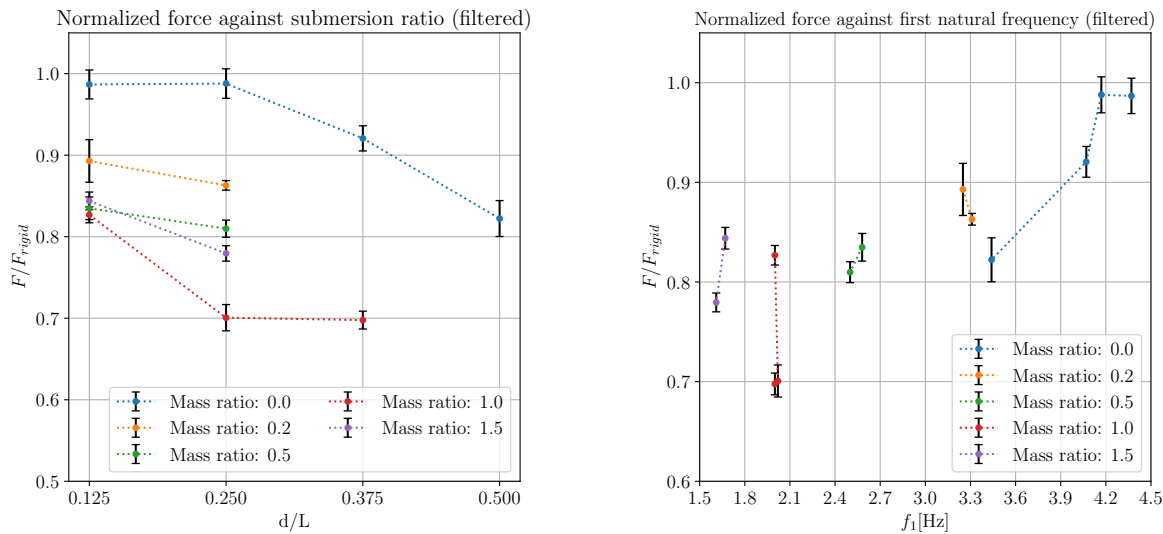 Normalized force against submersion ratio (filtered)
F/F_rigid
1.0
0.9
0.8
0.7
0.6
0.5
0.125
0.250
0.375
0.500
d/L
Mass ratio: 0.0
Mass ratio: 0.2
Mass ratio: 0.5
Mass ratio: 1.0
Mass ratio: 1.5
Normalized force against first natural frequency (filtered)
F/F_rigid
1.0
0.9
0.8
0.7
0.6
1.5
1.8
2.1
2.4
2.7
3.0
3.3
3.6
3.9
4.2
4.5
f_1[Hz]
Mass ratio: 0.0
Mass ratio: 0.2
Mass ratio: 0.5
Mass ratio: 1.0
Mass ratio: 1.5